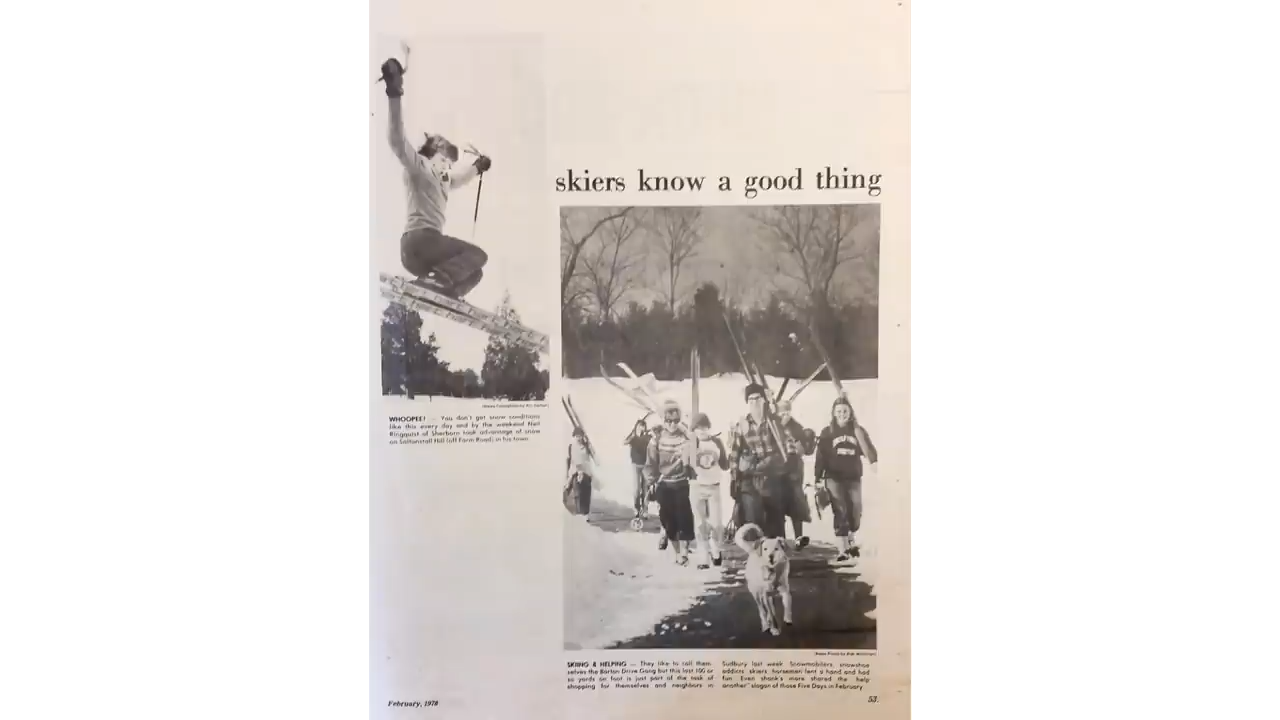 skiers know a good thing
WHOOPEE! — You don't get snow conditions
like this every day and by the weekend Neil
Ringquist of Sherborn took advantage of snow
on Saltonstall Hill (off Farm Road) in his town.
SKIING & HELPING — They like to call them
selves the Barton Drive Gang but this last 100 or
so yards on foot is just part of the task of
shopping for themselves and neighbors in
Sudbury last week. Snowmobilers, snowshoe
addicts skiers horsemen lent a hand and had
fun. Even shank's mare shared the "help
another" slogan of those Five Days in February
February, 1978
53.